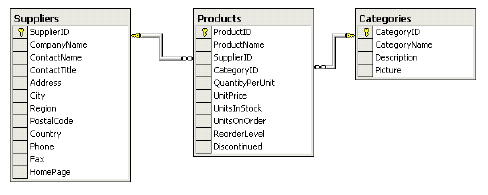 Suppliers
SupplierID
CompanyName
ContactName
ContactTitle
Address
City
Region
PostalCode
Country
Phone
Fax
HomePage
Products
ProductID
ProductName
SupplierID
CategoryID
QuantityPerUnit
UnitPrice
UnitsInStock
UnitsOnOrder
ReorderLevel
Discontinued
Categories
CategoryID
CategoryName
Description
Picture